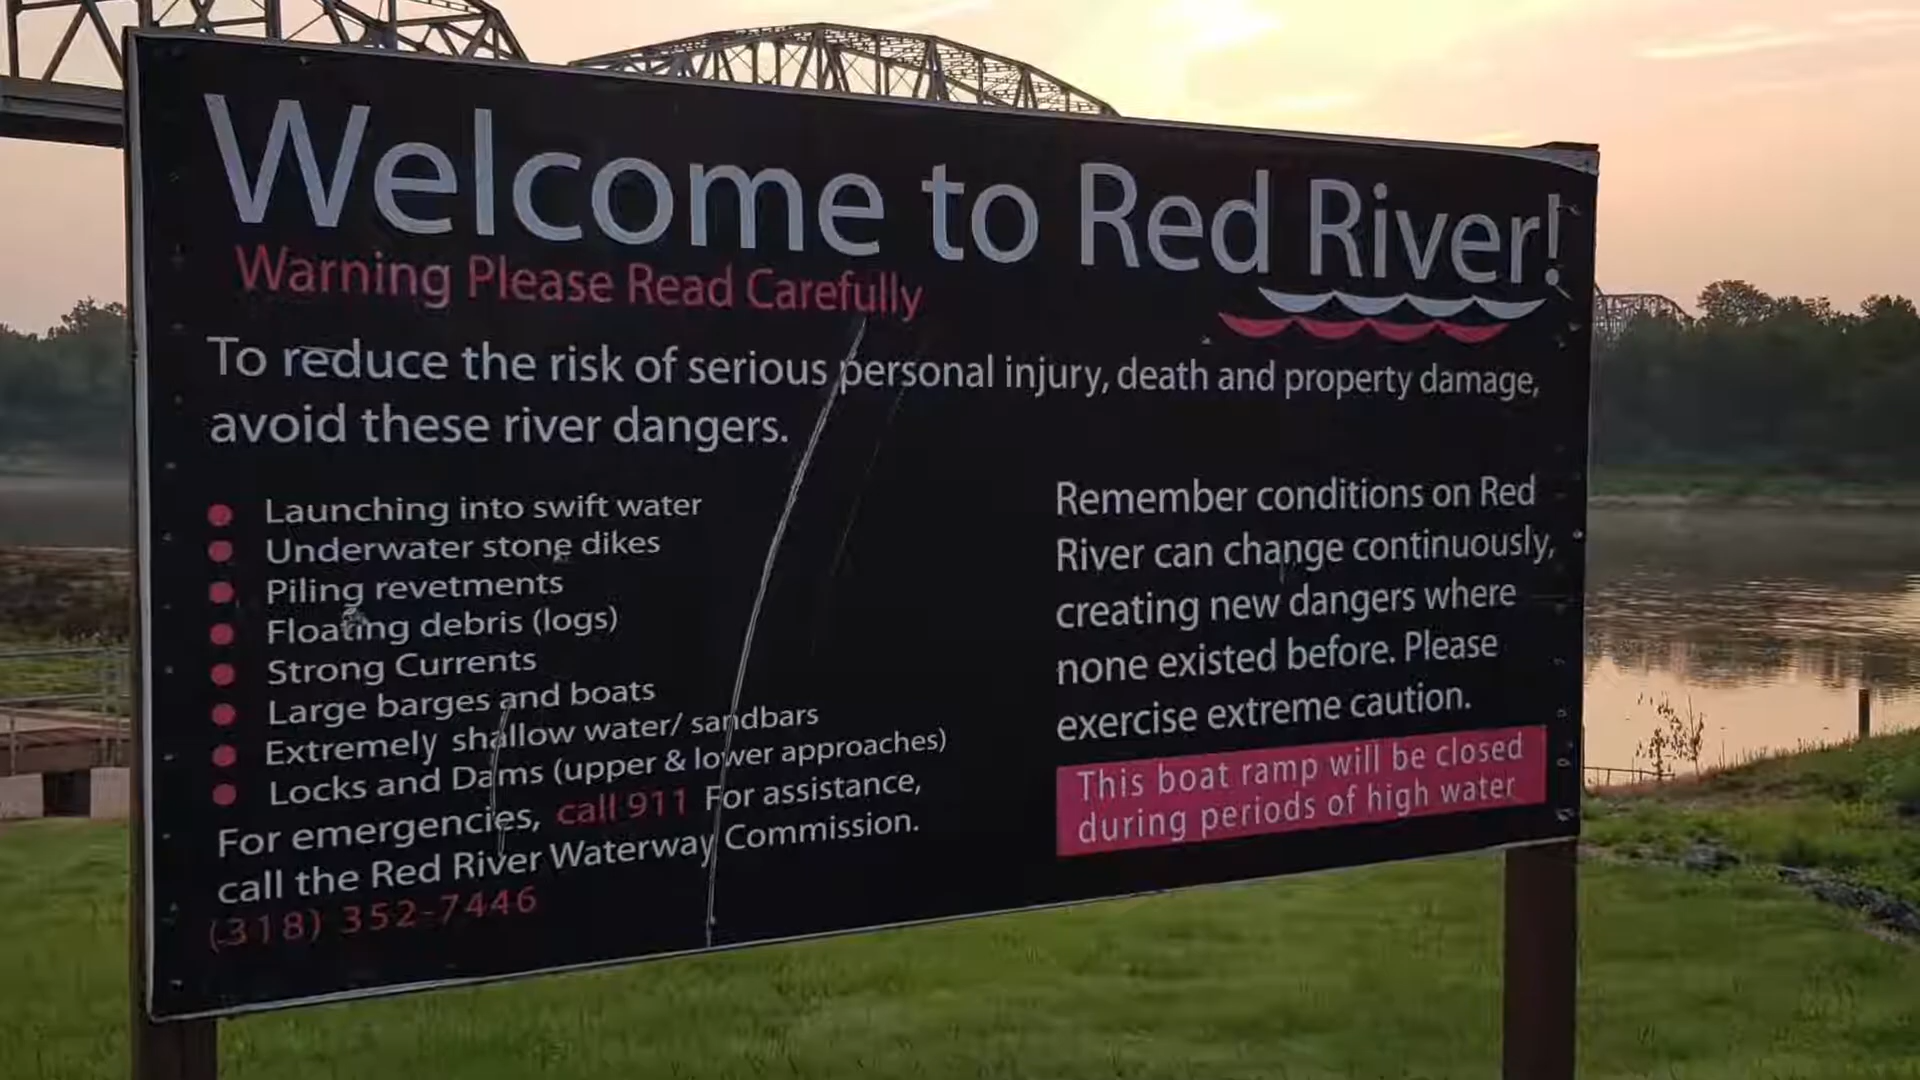 Welcome to Red River!
Warning Please Read Carefully
To reduce the risk of serious personal injury, death and property damage,
avoid these river dangers.
Launching into swift water
Underwater stone dikes
Piling revetments
Floating debris (logs)
Strong Currents
Large barges and boats
Extremely shallow water/ sandbars
Locks and Dams (upper & lower approaches)
For emergencies, call 911 For assistance,
call the Red River Waterway Commission.
(318) 352-7446
Remember conditions on Red
River can change continuously,
creating new dangers where
none existed before. Please
exercise extreme caution.
This boat ramp will be closed
during periods of high water